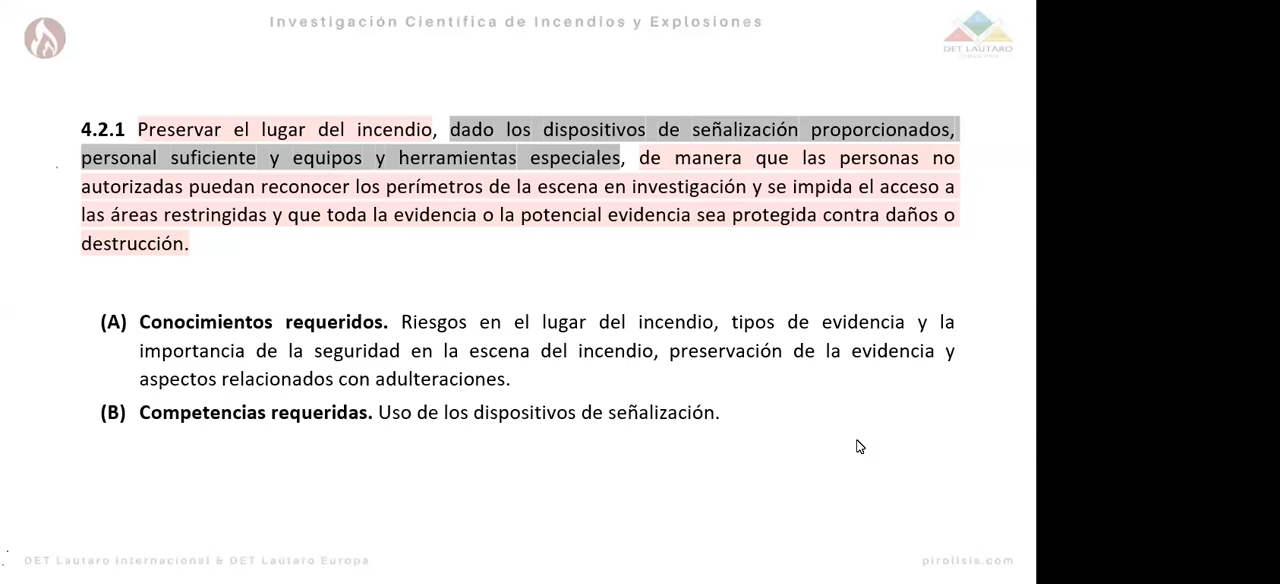 Investigación Científica de Incendios y Explosiones
DET LAUTARO
4.2.1 Preservar el lugar del incendio, dado los dispositivos de señalización proporcionados,
personal suficiente y equipos y herramientas especiales, de manera que las personas no
autorizadas puedan reconocer los perímetros de la escena en investigación y se impida el acceso a
las áreas restringidas y que toda la evidencia o la potencial evidencia sea protegida contra daños o
destrucción.
(A) Conocimientos requeridos. Riesgos en el lugar del incendio, tipos de evidencia y la
importancia de la seguridad en la escena del incendio, preservación de la evidencia y
aspectos relacionados con adulteraciones.
(B) Competencias requeridas. Uso de los dispositivos de señalización.
DET Lautaro Internacional & DET Lautaro Europa
pirolisis.com